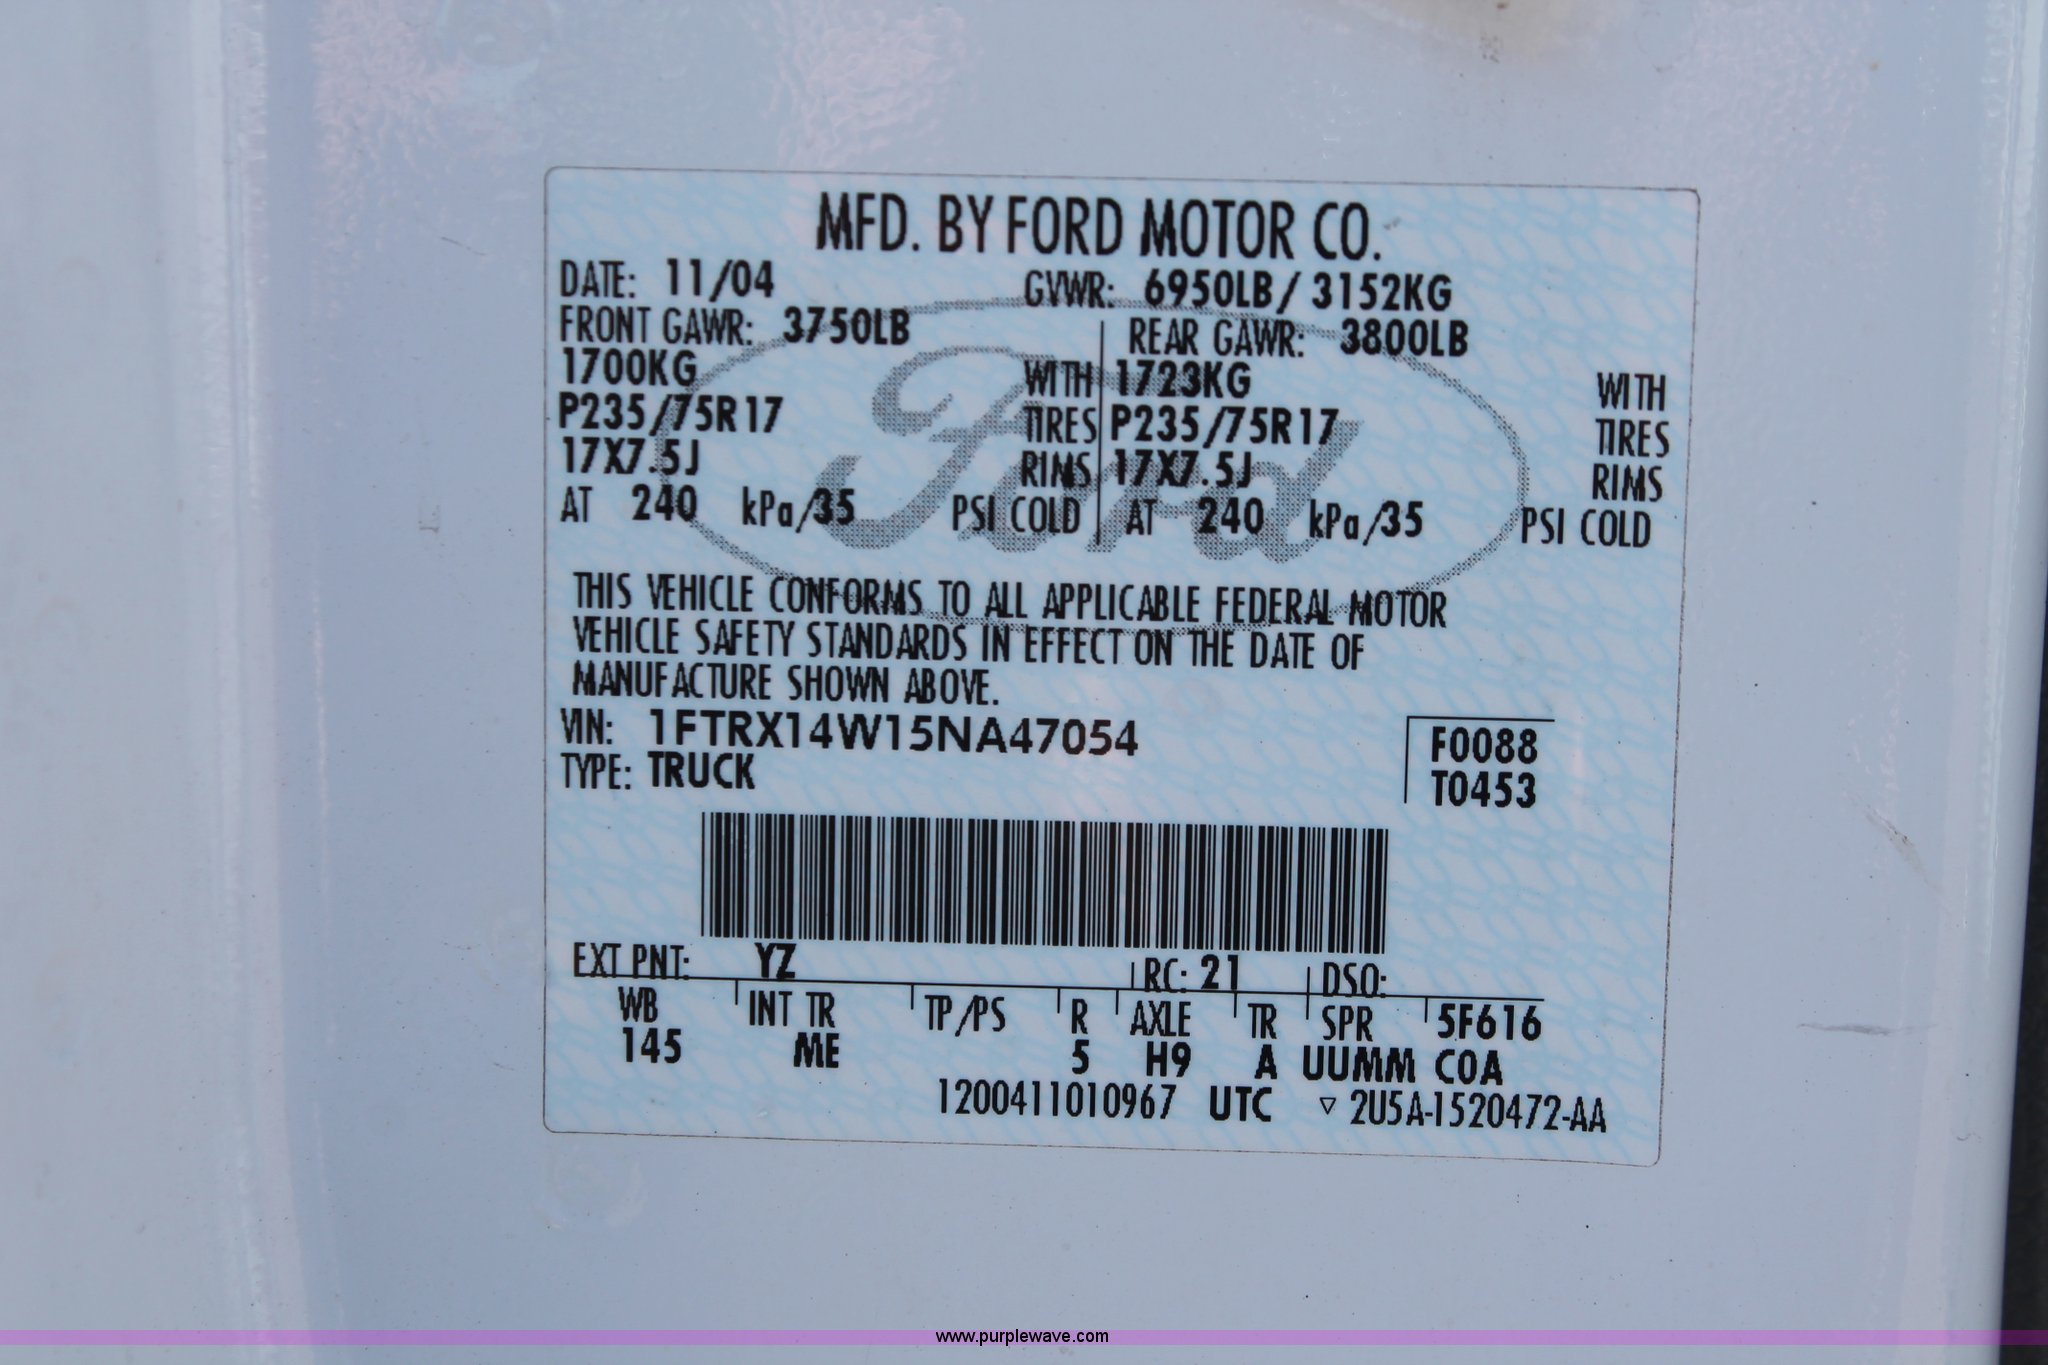 MFD. BY FORD MOTOR CO.
DATE: 11/04 GVWR: 6950LB/ 3152KG
FRONT GAWR: 3750LB REAR GAWR: 3800LB
1700KG WITH 1723KG WITH
P235/75R17 TIRES P235/75R17 TIRES
17X7.5J RIMS 17X7.5J RIMS
AT 240 kPa/35 PSI COLD AT 240 kPa/35 PSI COLD
Ford
THIS VEHICLE CONFORMS TO ALL APPLICABLE FEDERAL MOTOR
VEHICLE SAFETY STANDARDS IN EFFECT ON THE DATE OF
MANUFACTURE SHOWN ABOVE.
VIN: 1FTRX14W15NA47054 F0088
TYPE: TRUCK T0453
EXT PNT: YZ RC: 21 DSO:
WB INT TR TP/PS R AXLE TR SPR 5F616
145 ME 5 H9 A UUMM COA
1200411010967 UTC ▽ 2U5A-1520472-AA
www.purplewave.com